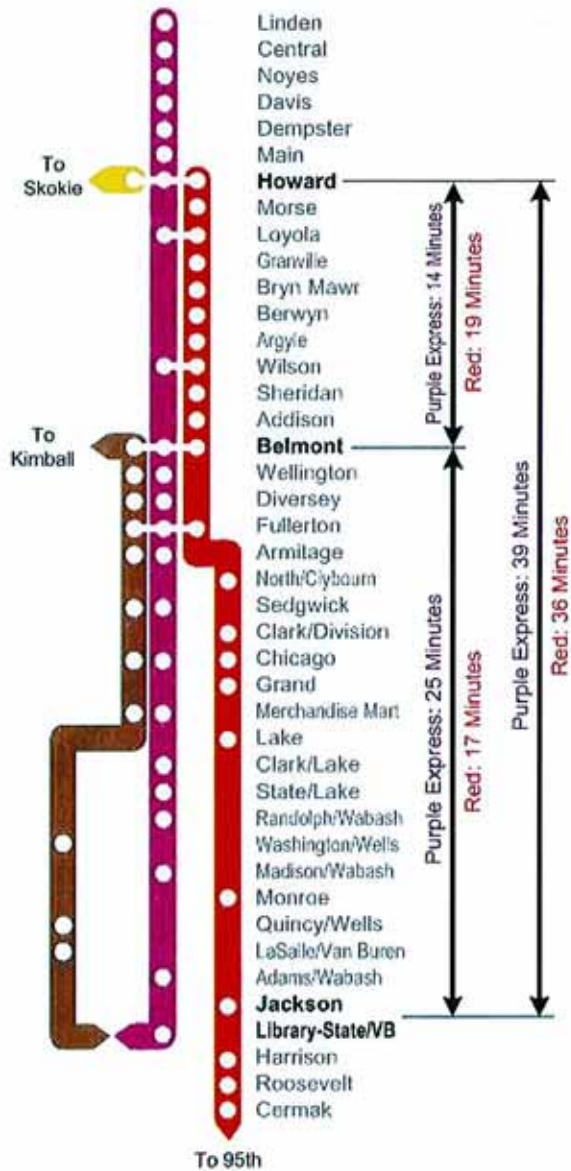 Linden
Central
Noyes
Davis
Dempster
Main
To
Skokie
Howard
Morse
Loyola
Granville
Bryn Mawr
Berwyn
Argyle
Wilson
Sheridan
Addison
To
Kimball
Belmont
Wellington
Diversey
Fullerton
Armitage
North/Clybourn
Sedgwick
Clark/Division
Chicago
Grand
Merchandise Mart
Lake
Clark/Lake
State/Lake
Randolph/Wabash
Washington/Wells
Madison/Wabash
Monroe
Quincy/Wells
LaSalle/Van Buren
Adams/Wabash
Jackson
Library-State/VB
Harrison
Roosevelt
Cermak
To 95th
Purple Express: 14 Minutes
Red: 19 Minutes
Purple Express: 25 Minutes
Red: 17 Minutes
Purple Express: 39 Minutes
Red: 36 Minutes